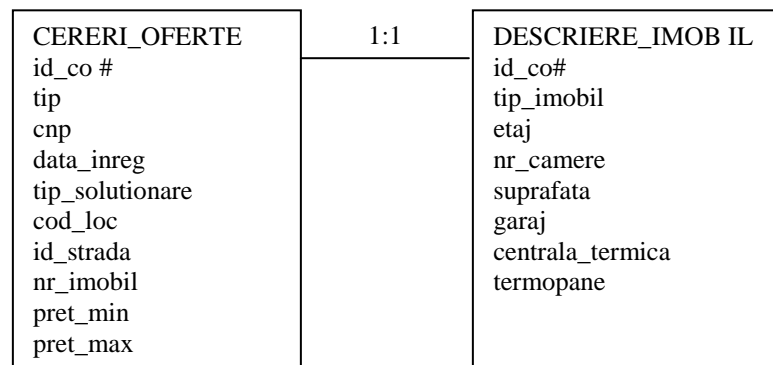 CERERI_OFERTE
id_co #
tip
cnp
data_inreg
tip_solutionare
cod_loc
id_strada
nr_imobil
pret_min
pret_max
1:1
DESCRIERE_IMOB IL
id_co#
tip_imobil
etaj
nr_camere
suprafata
garaj
centrala_termica
termopane